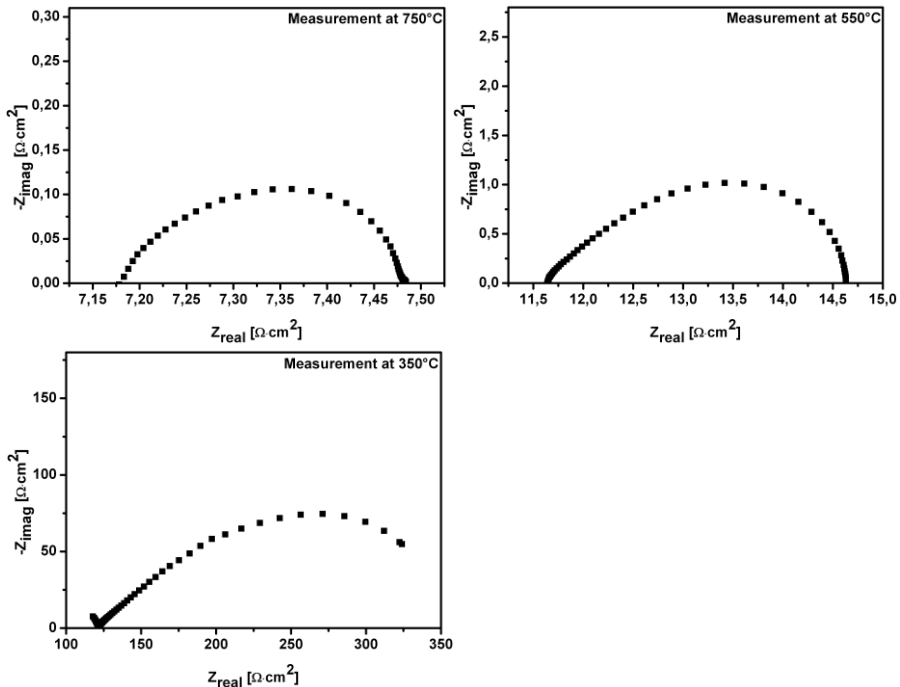 Measurement at 750°C
0,30
0,25
0,20
0,15
0,10
0,05
0,00
-Zimag [Ω·cm²]
7,15 7,20 7,25 7,30 7,35 7,40 7,45 7,50
Zreal [Ω·cm²]
Measurement at 550°C
2,5
2,0
1,5
1,0
0,5
0,0
-Zimag [Ω·cm²]
11,5 12,0 12,5 13,0 13,5 14,0 14,5 15,0
Zreal [Ω·cm²]
Measurement at 350°C
150
100
50
0
-Zimag [Ω·cm²]
100 150 200 250 300 350
Zreal [Ω·cm²]